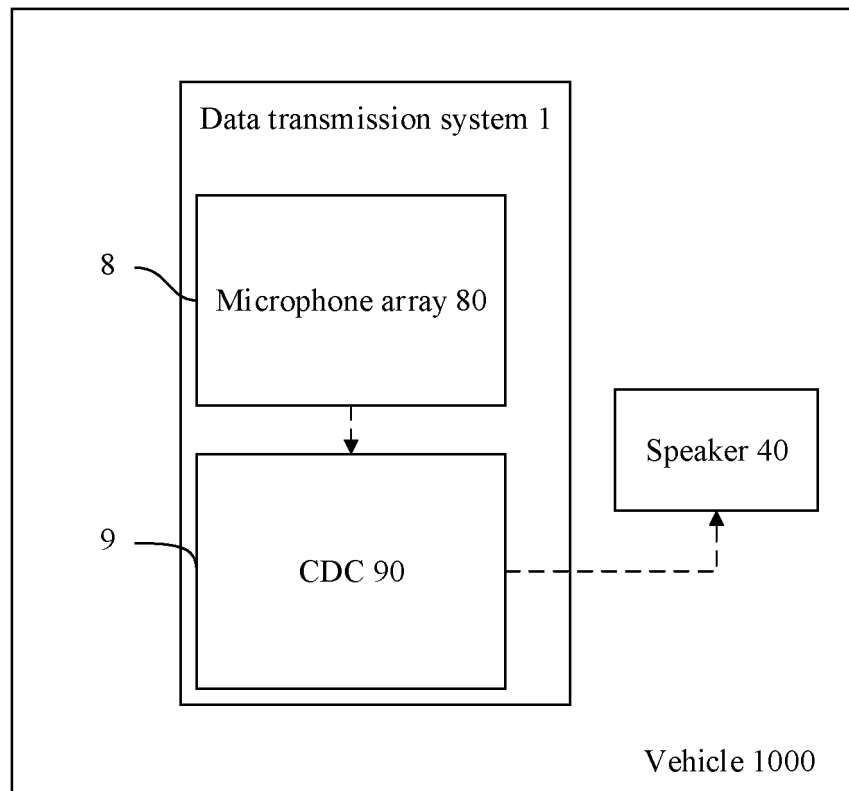 Data transmission system 1
8
Microphone array 80
Speaker 40
9
CDC 90
Vehicle 1000